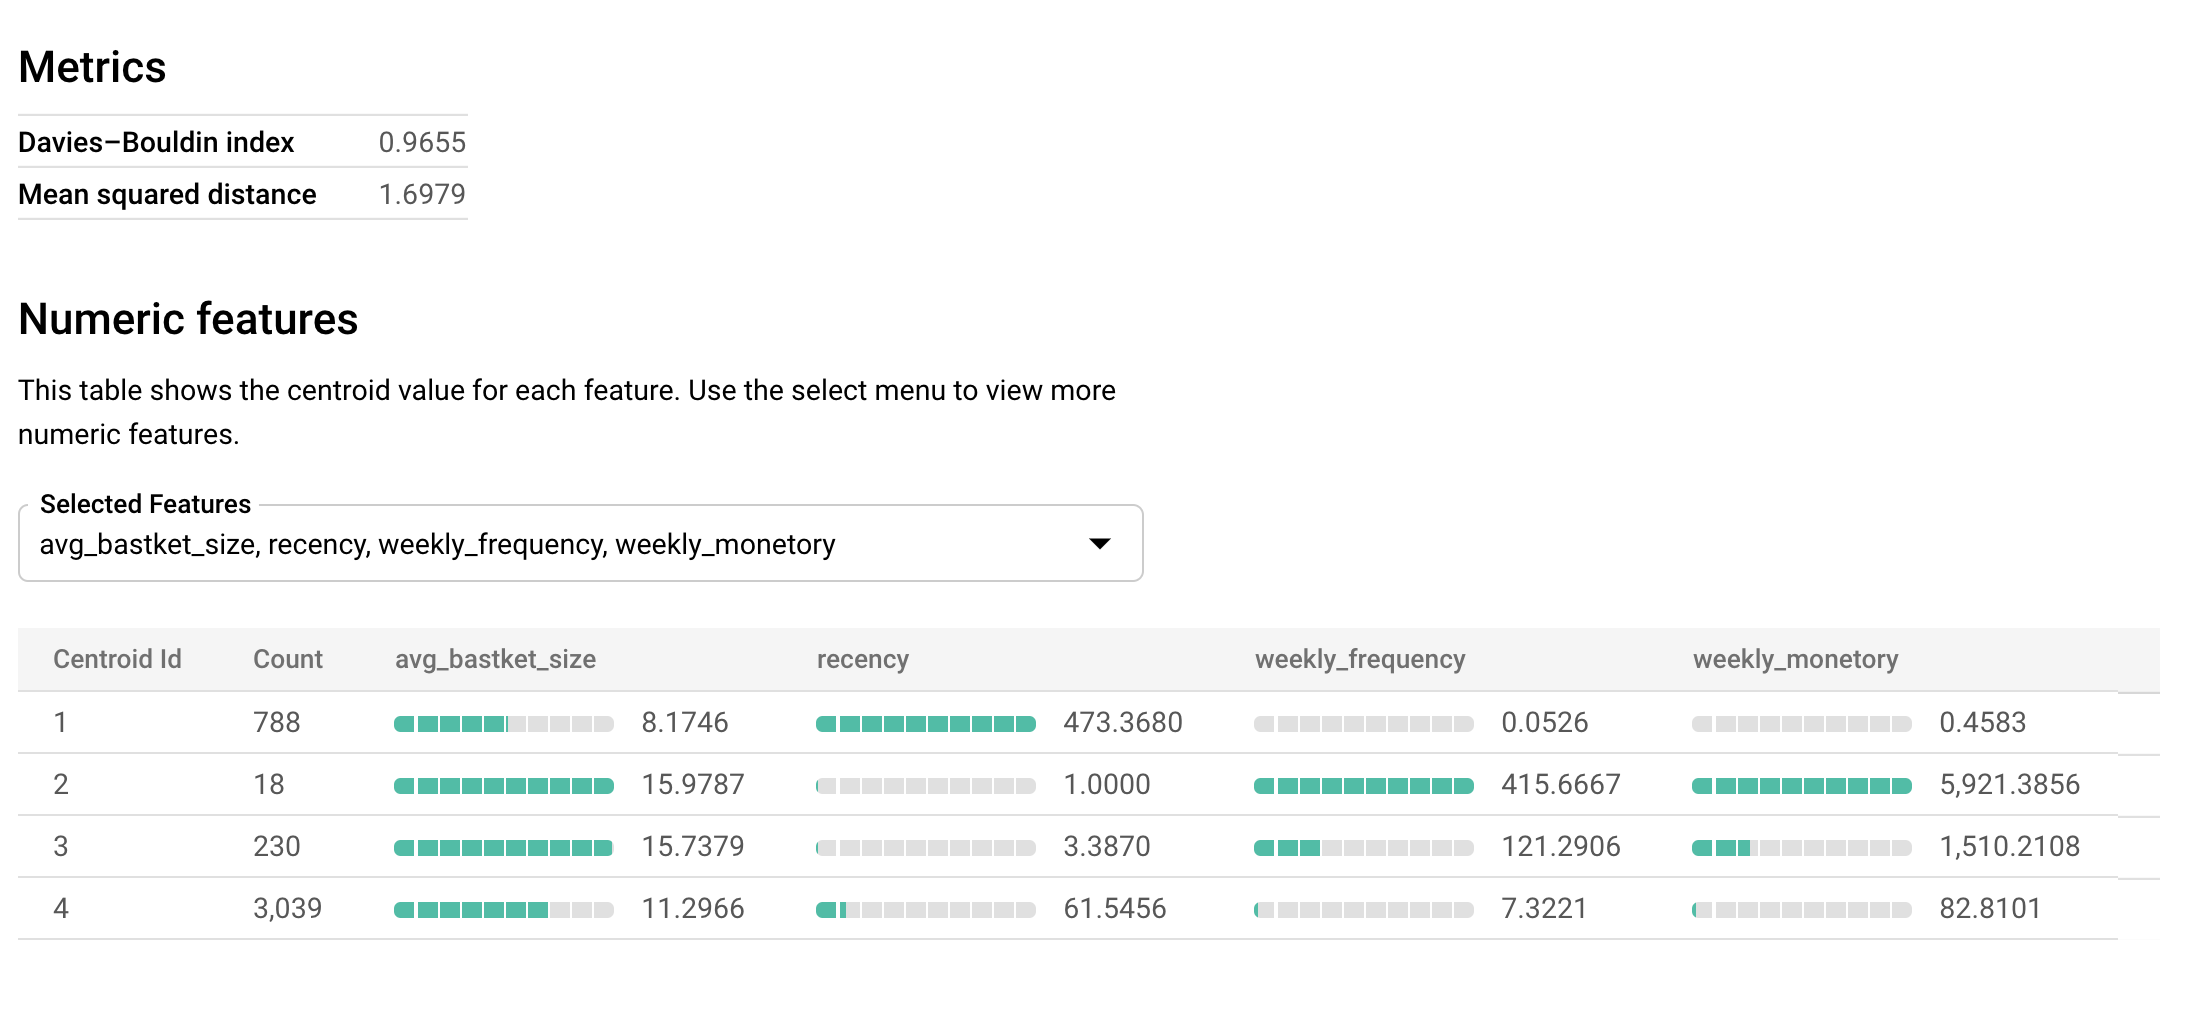 Metrics
Davies–Bouldin index 0.9655
Mean squared distance 1.6979
Numeric features
This table shows the centroid value for each feature. Use the select menu to view more
numeric features.
Selected Features
avg_bastket_size, recency, weekly_frequency, weekly_monetory
Centroid Id Count avg_bastket_size recency weekly_frequency weekly_monetory
1 788 8.1746 473.3680 0.0526 0.4583
2 18 15.9787 1.0000 415.6667 5,921.3856
3 230 15.7379 3.3870 121.2906 1,510.2108
4 3,039 11.2966 61.5456 7.3221 82.8101